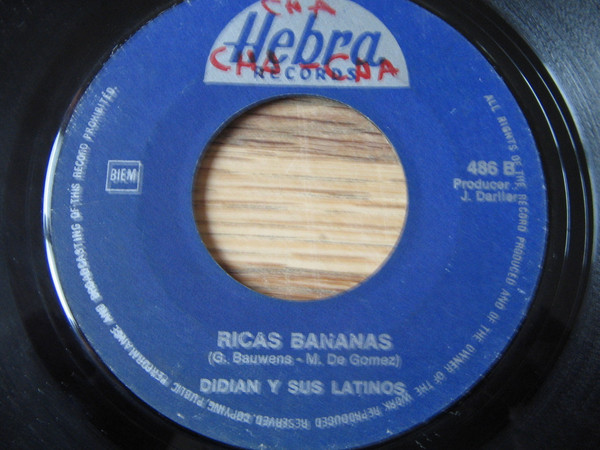 CHA
Hebra
CHA - CHA
RECORDS
BIEM
486 B
Producer :
J. Darlier
RICAS BANANAS
(G. Bauwens - M. De Gomez)
DIDIAN Y SUS LATINOS
ALL RIGHTS OF THE RECORD PRODUCED AND OF THE OWNER OF THE WORK REPRODUCED RESERVED. COPYING, PUBLIC PERFORMANCE AND BROADCASTING OF THIS RECORD PROHIBITED.